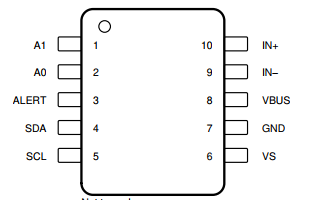 A1 1 10 IN+
A0 2 9 IN−
ALERT 3 8 VBUS
SDA 4 7 GND
SCL 5 6 VS